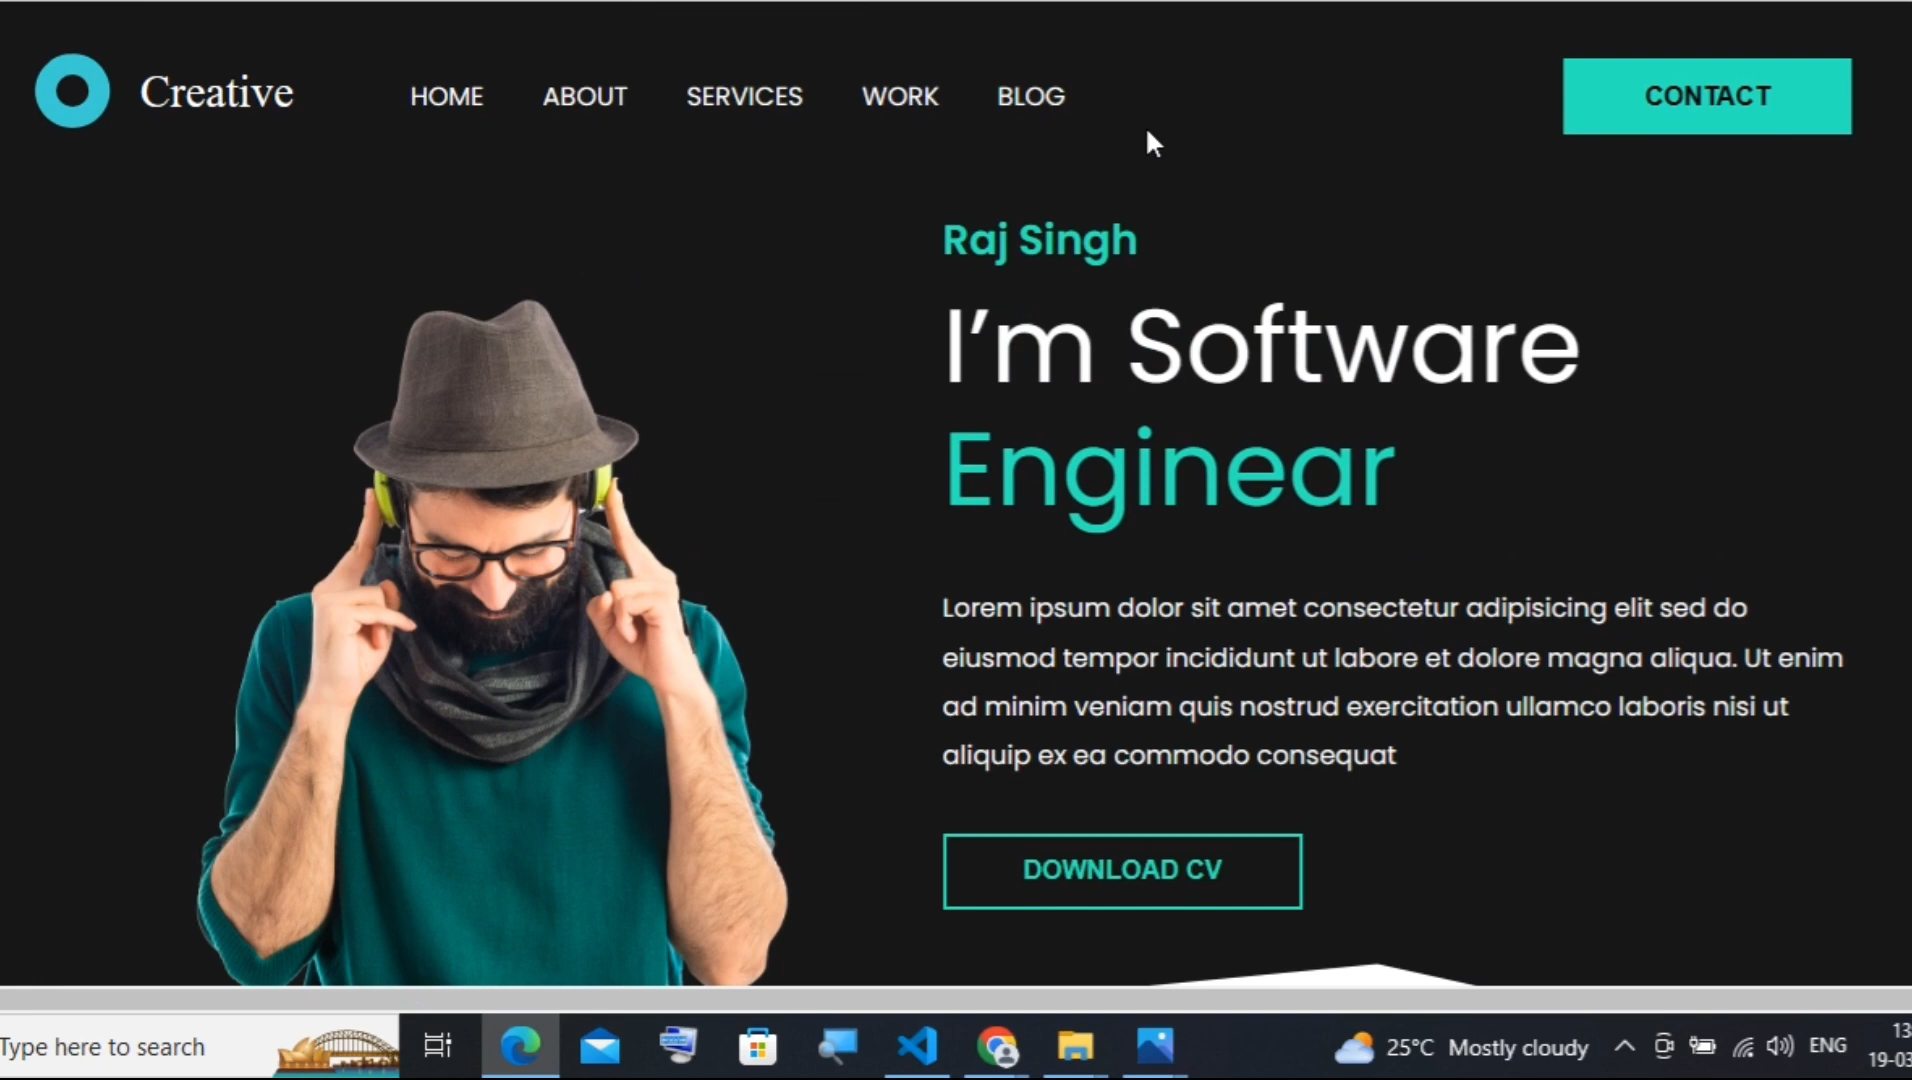 Creative
HOME ABOUT SERVICES WORK BLOG
CONTACT
Raj Singh
I'm Software
Enginear
Lorem ipsum dolor sit amet consectetur adipisicing elit sed do
eiusmod tempor incididunt ut labore et dolore magna aliqua. Ut enim
ad minim veniam quis nostrud exercitation ullamco laboris nisi ut
aliquip ex ea commodo consequat
DOWNLOAD CV
Type here to search
25°C Mostly cloudy
ENG
13
19-03